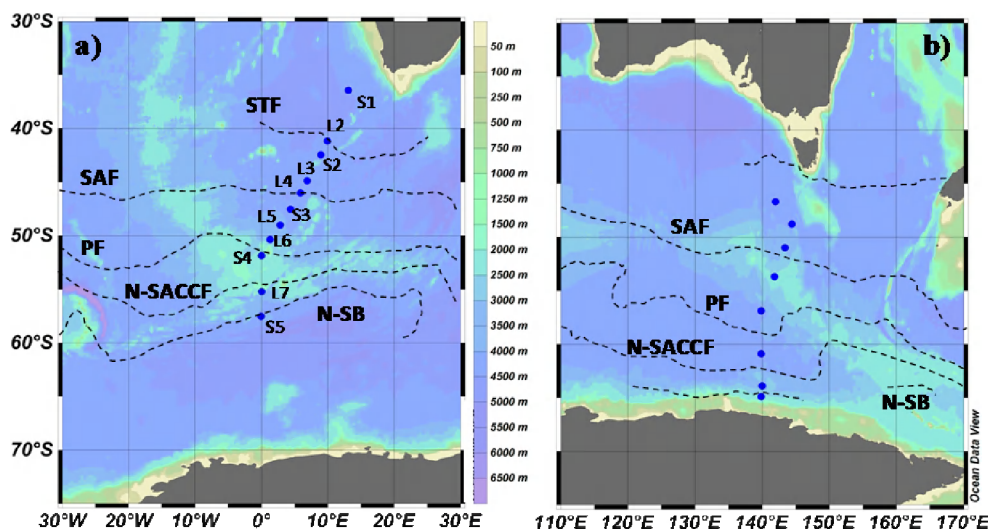 30°S
40°S
50°S
60°S
70°S
a)
STF
SAF
PF
N-SACCF
N-SB
S1
L2
S2
L3
L4
S3
L5
L6
S4
L7
S5
30°W
20°W
10°W
0°
10°E
20°E
30°E
50 m
100 m
250 m
500 m
750 m
1000 m
1250 m
1500 m
2000 m
2500 m
3000 m
3500 m
4000 m
4500 m
5000 m
5500 m
6000 m
6500 m
b)
SAF
PF
N-SACCF
N-SB
110°E
120°E
130°E
140°E
150°E
160°E
170°E
Ocean Data View